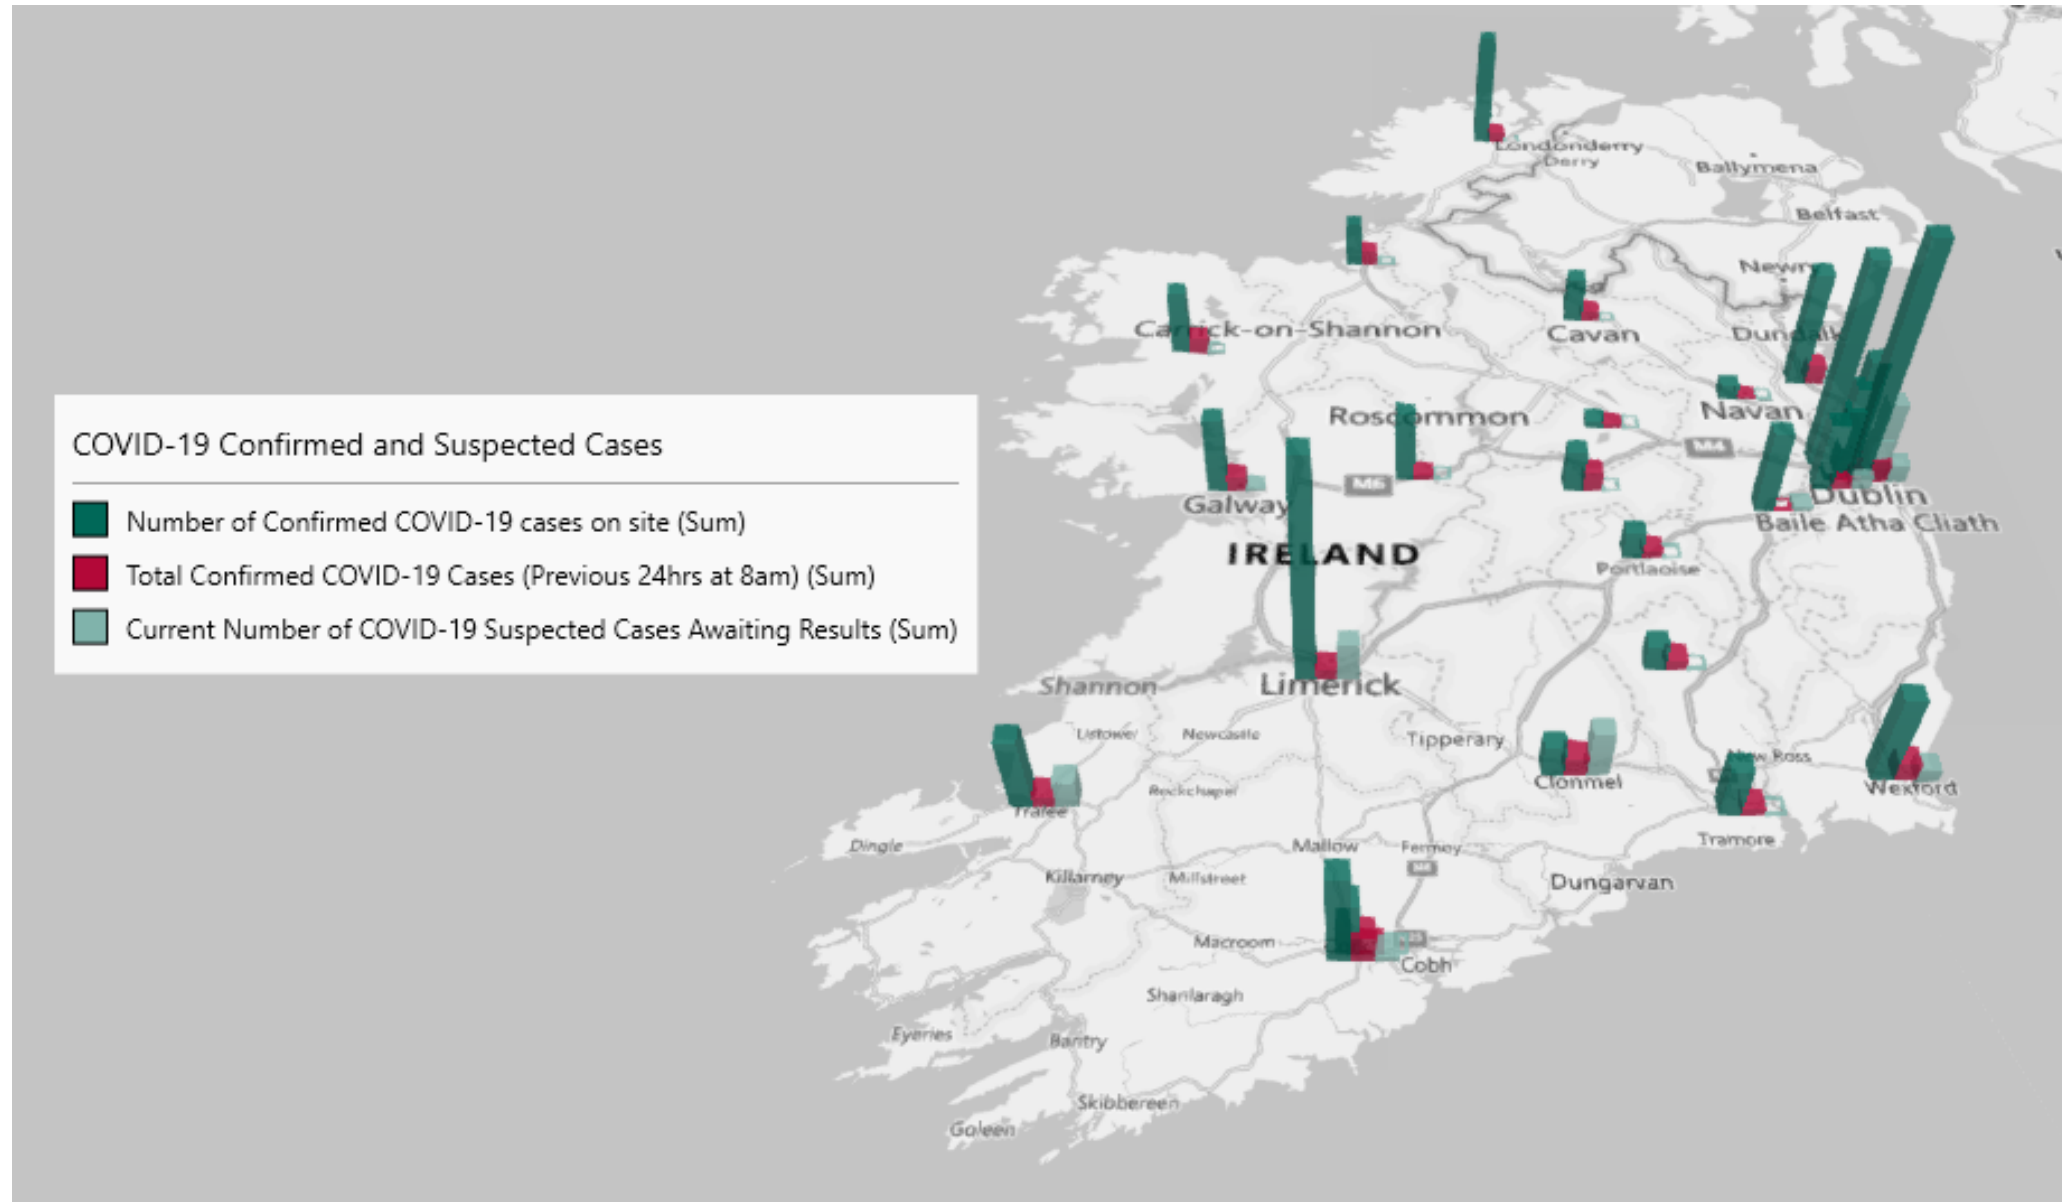 Londonderry
Derry
Ballymena
Belfast
Newry
Carrick-on-Shannon
Cavan
Dundalk
Navan
Roscommon
M4
M6
Galway
Dublin
Baile Atha Cliath
IRELAND
Portlaoise
COVID-19 Confirmed and Suspected Cases
Number of Confirmed COVID-19 cases on site (Sum)
Total Confirmed COVID-19 Cases (Previous 24hrs at 8am) (Sum)
Current Number of COVID-19 Suspected Cases Awaiting Results (Sum)
Shannon
Limerick
Listowel
Newcastle
Tipperary
New Ross
Clonmel
Wexford
Rockchapel
Tralee
Tramore
Dingle
Mallow
Fermoy
Killarney
Millstreet
Dungarvan
Macroom
Cobh
Shanlaragh
Eyeries
Bantry
Skibbereen
Goleen